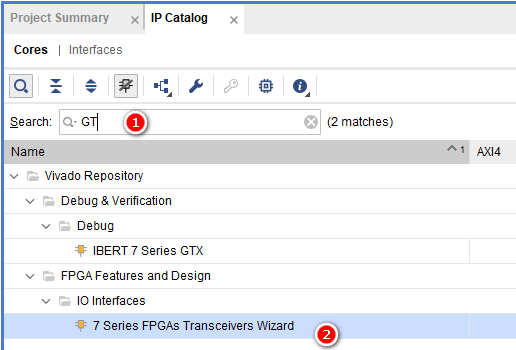 Project Summary × IP Catalog ×
Cores | Interfaces
Search: GT 1 (2 matches)
Name 1 AXI4
Vivado Repository
Debug & Verification
Debug
IBERT 7 Series GTX
FPGA Features and Design
IO Interfaces
7 Series FPGAs Transceivers Wizard 2